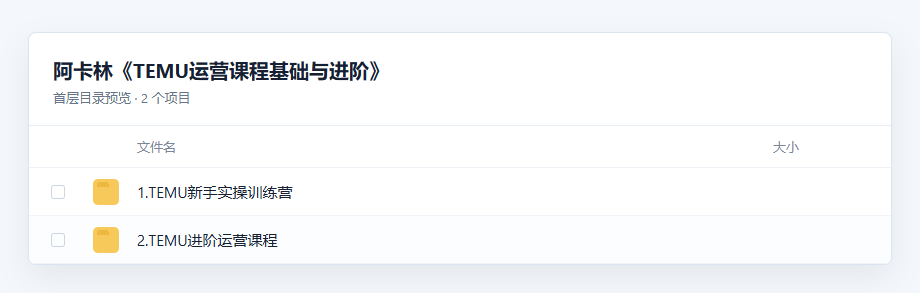 阿卡林《TEMU运营课程基础与进阶》
首层目录预览 · 2 个项目
文件名 大小
1.TEMU新手实操训练营
2.TEMU进阶运营课程